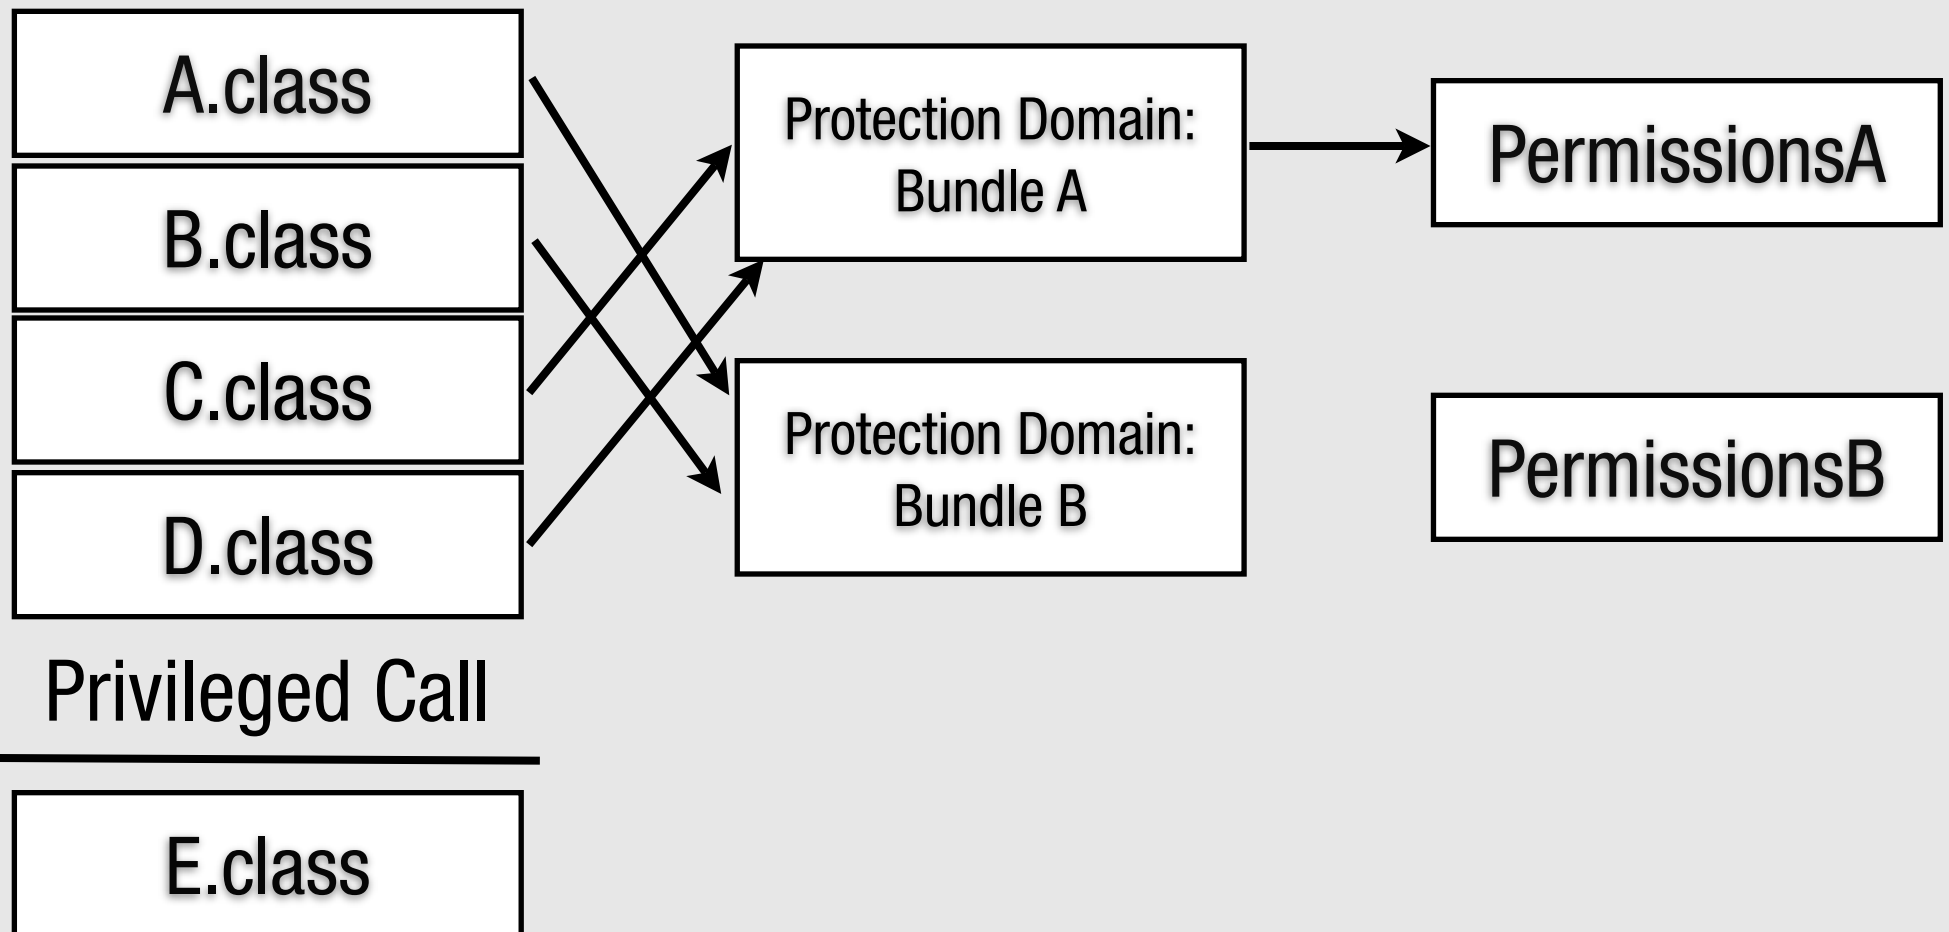 A.class
B.class
C.class
D.class
Privileged Call
E.class
Protection Domain:
Bundle A
Protection Domain:
Bundle B
PermissionsA
PermissionsB